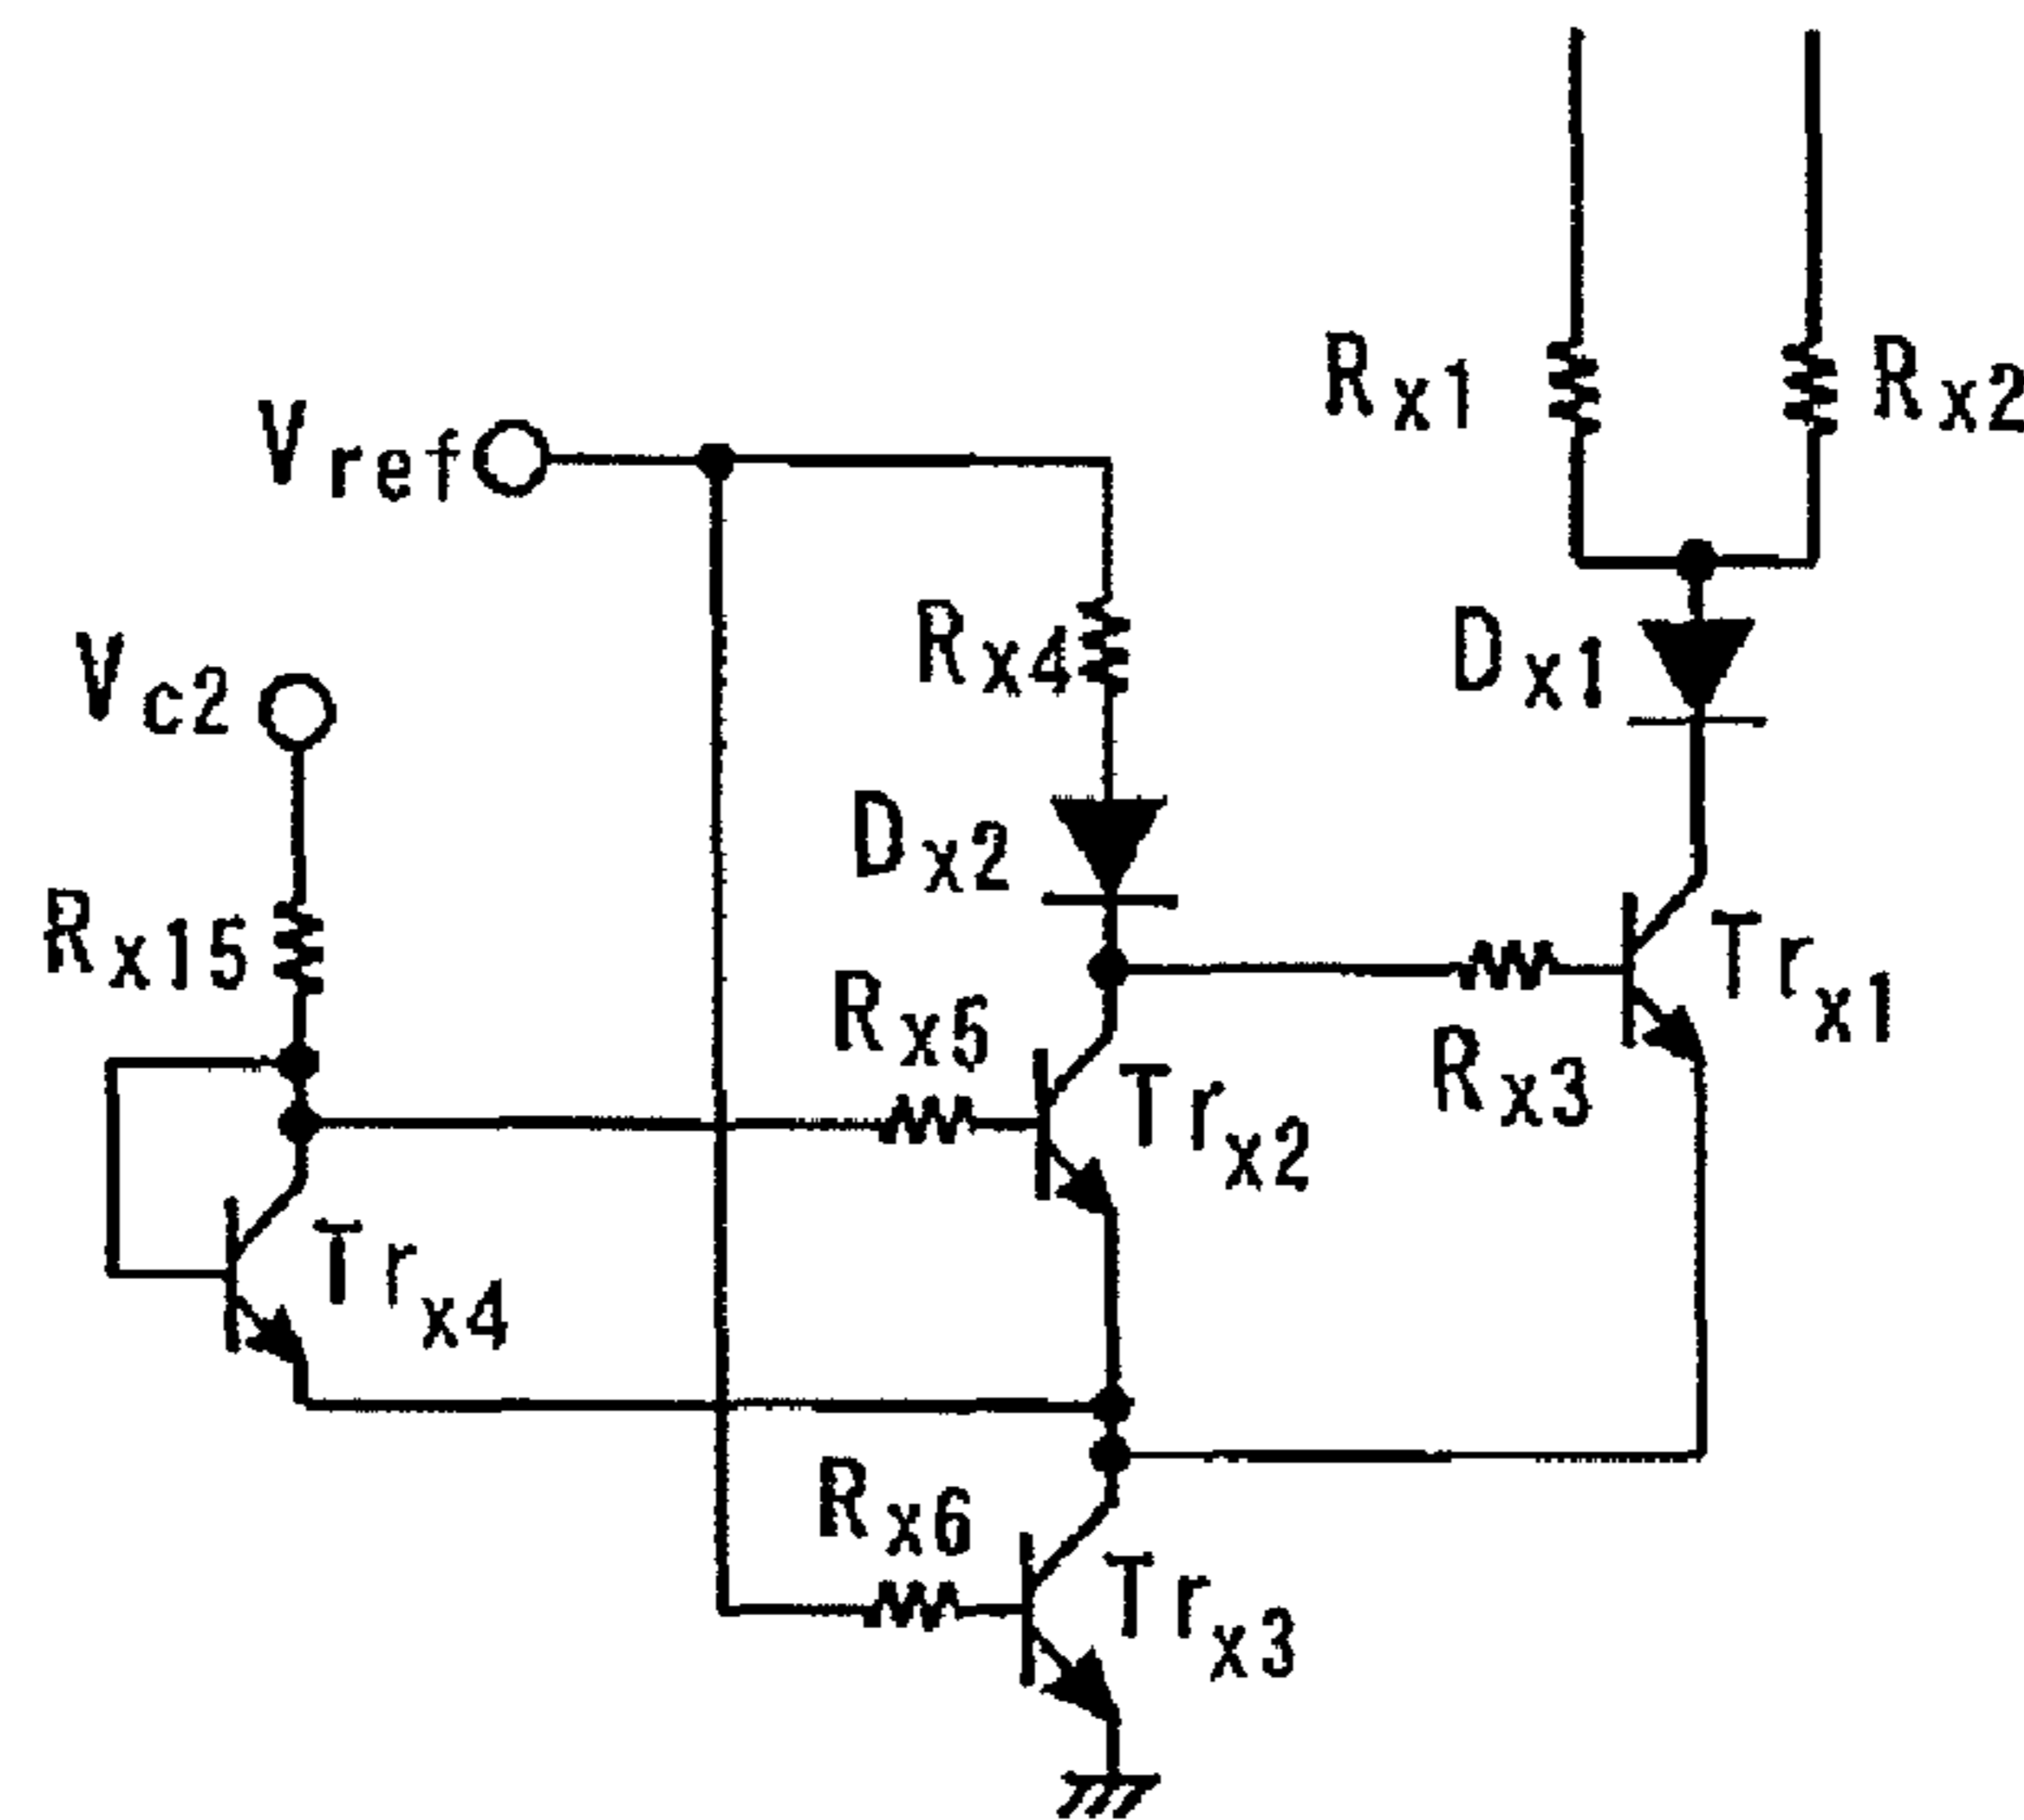 Rx1
Rx2
Vref
Rx4
Dx1
Vc2
Dx2
Rx15
Trx1
Rx5
Rx3
Trx2
Trx4
Rx6
Trx3